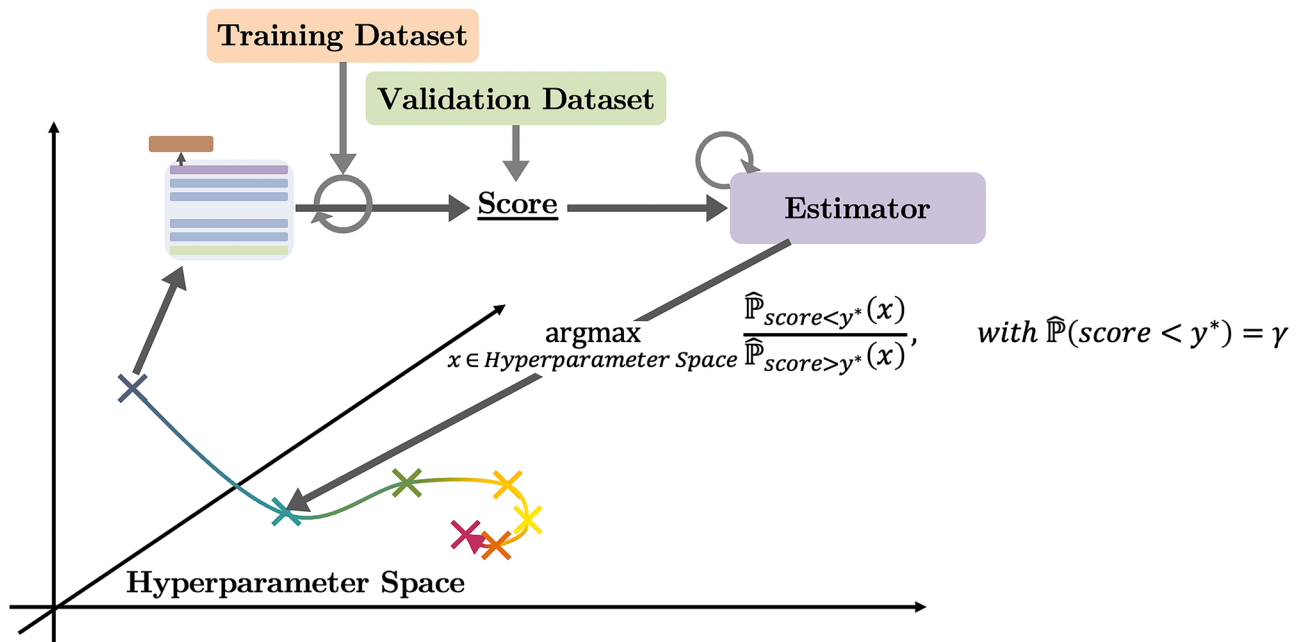 Training Dataset
Validation Dataset
Score
Estimator
argmax
x ∈ Hyperparameter Space
ℙ̂_{score<y*}(x)
ℙ̂_{score>y*}(x)
,
with ℙ̂(score < y*) = γ
Hyperparameter Space